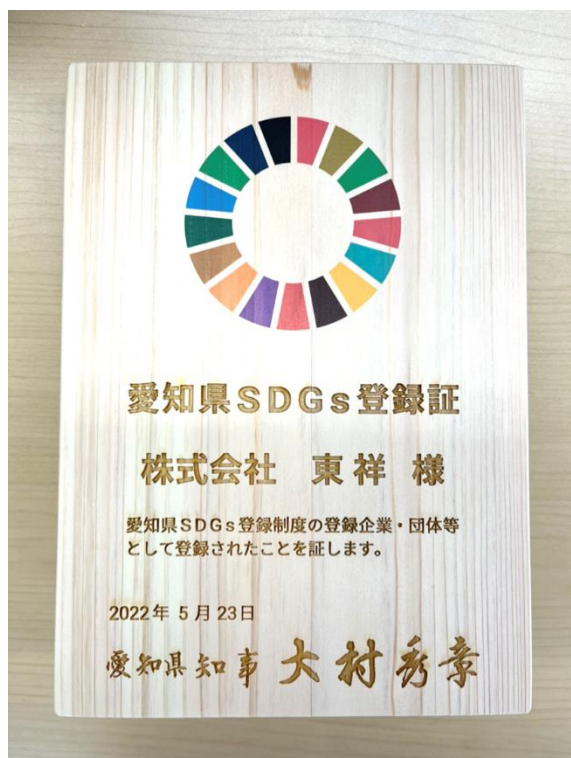 愛知県SDGs登録証
株式会社 東祥 様
愛知県SDGs登録制度の登録企業・団体等
として登録されたことを証します。
2022年 5月23日
愛知県知事 大村秀章